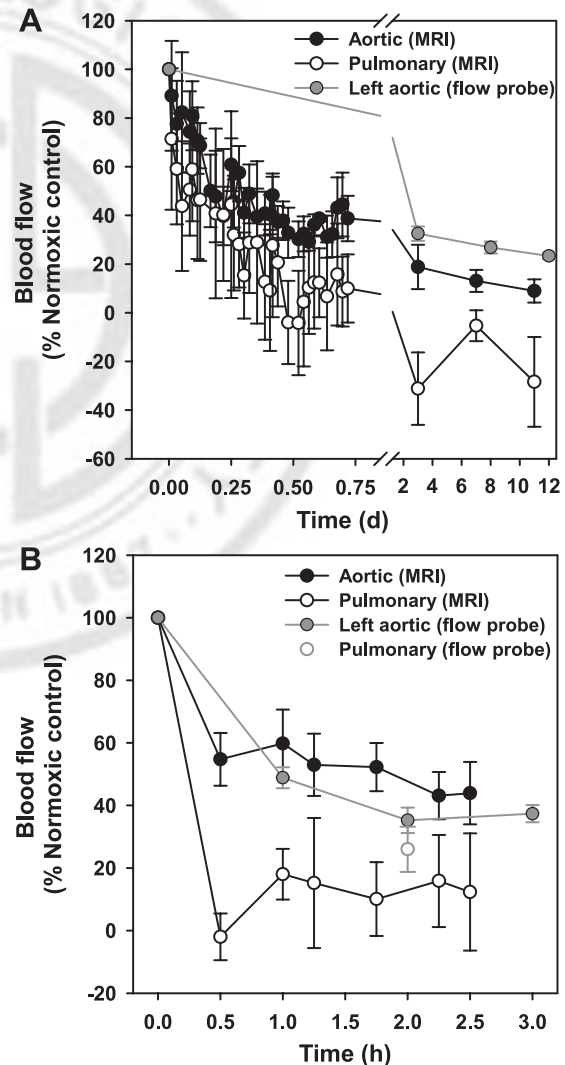 A
Aortic (MRI)
Pulmonary (MRI)
Left aortic (flow probe)
Blood flow
(% Normoxic control)
120
100
80
60
40
20
0
-20
-40
-60
0.00 0.25 0.50 0.75 2 4 6 8 10 12
Time (d)
B
Aortic (MRI)
Pulmonary (MRI)
Left aortic (flow probe)
Pulmonary (flow probe)
Blood flow
(% Normoxic control)
120
100
80
60
40
20
0
-20
0.0 0.5 1.0 1.5 2.0 2.5 3.0
Time (h)